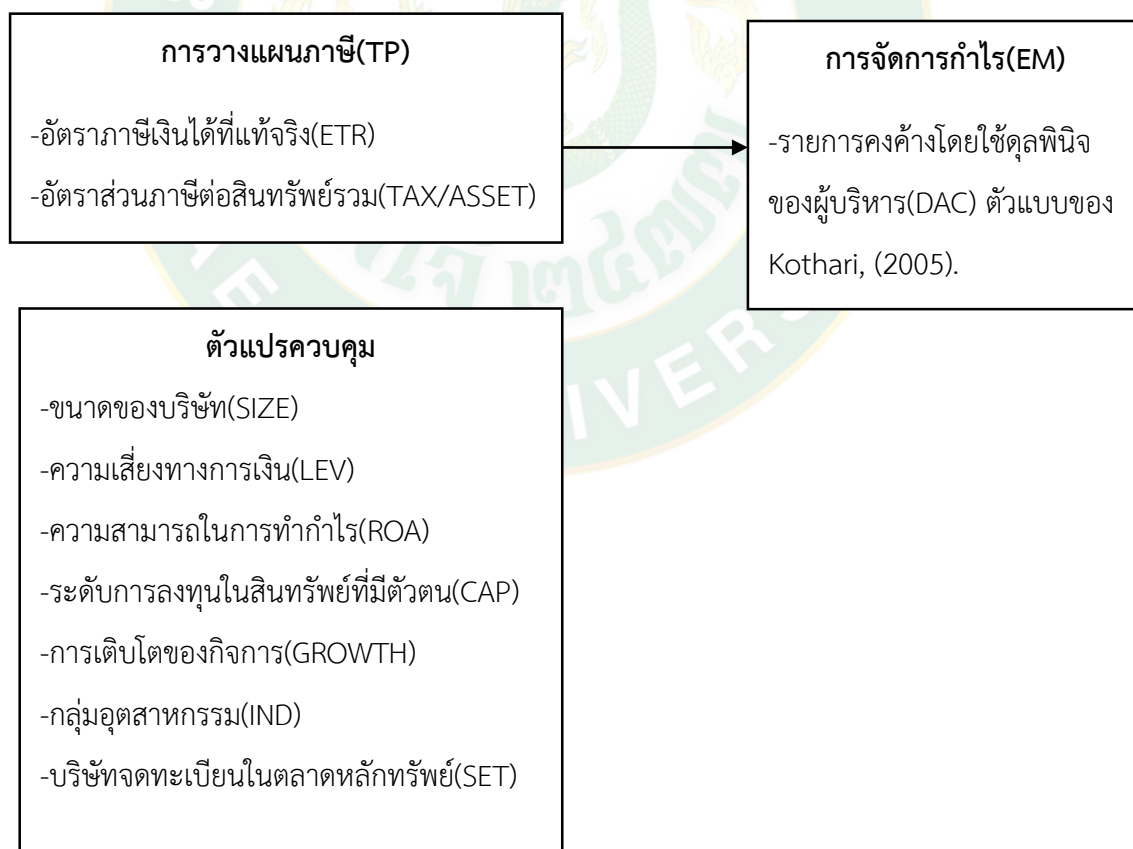 การวางแผนภาษี(TP)
-อัตราภาษีเงินได้ที่แท้จริง(ETR)
-อัตราส่วนภาษีต่อสินทรัพย์รวม(TAX/ASSET)
การจัดการกำไร(EM)
-รายการคงค้างโดยใช้ดุลพินิจ
ของผู้บริหาร(DAC) ตัวแบบของ
Kothari, (2005).
ตัวแปรควบคุม
-ขนาดของบริษัท(SIZE)
-ความเสี่ยงทางการเงิน(LEV)
-ความสามารถในการทำกำไร(ROA)
-ระดับการลงทุนในสินทรัพย์ที่มีตัวตน(CAP)
-การเติบโตของกิจการ(GROWTH)
-กลุ่มอุตสาหกรรม(IND)
-บริษัทจดทะเบียนในตลาดหลักทรัพย์(SET)